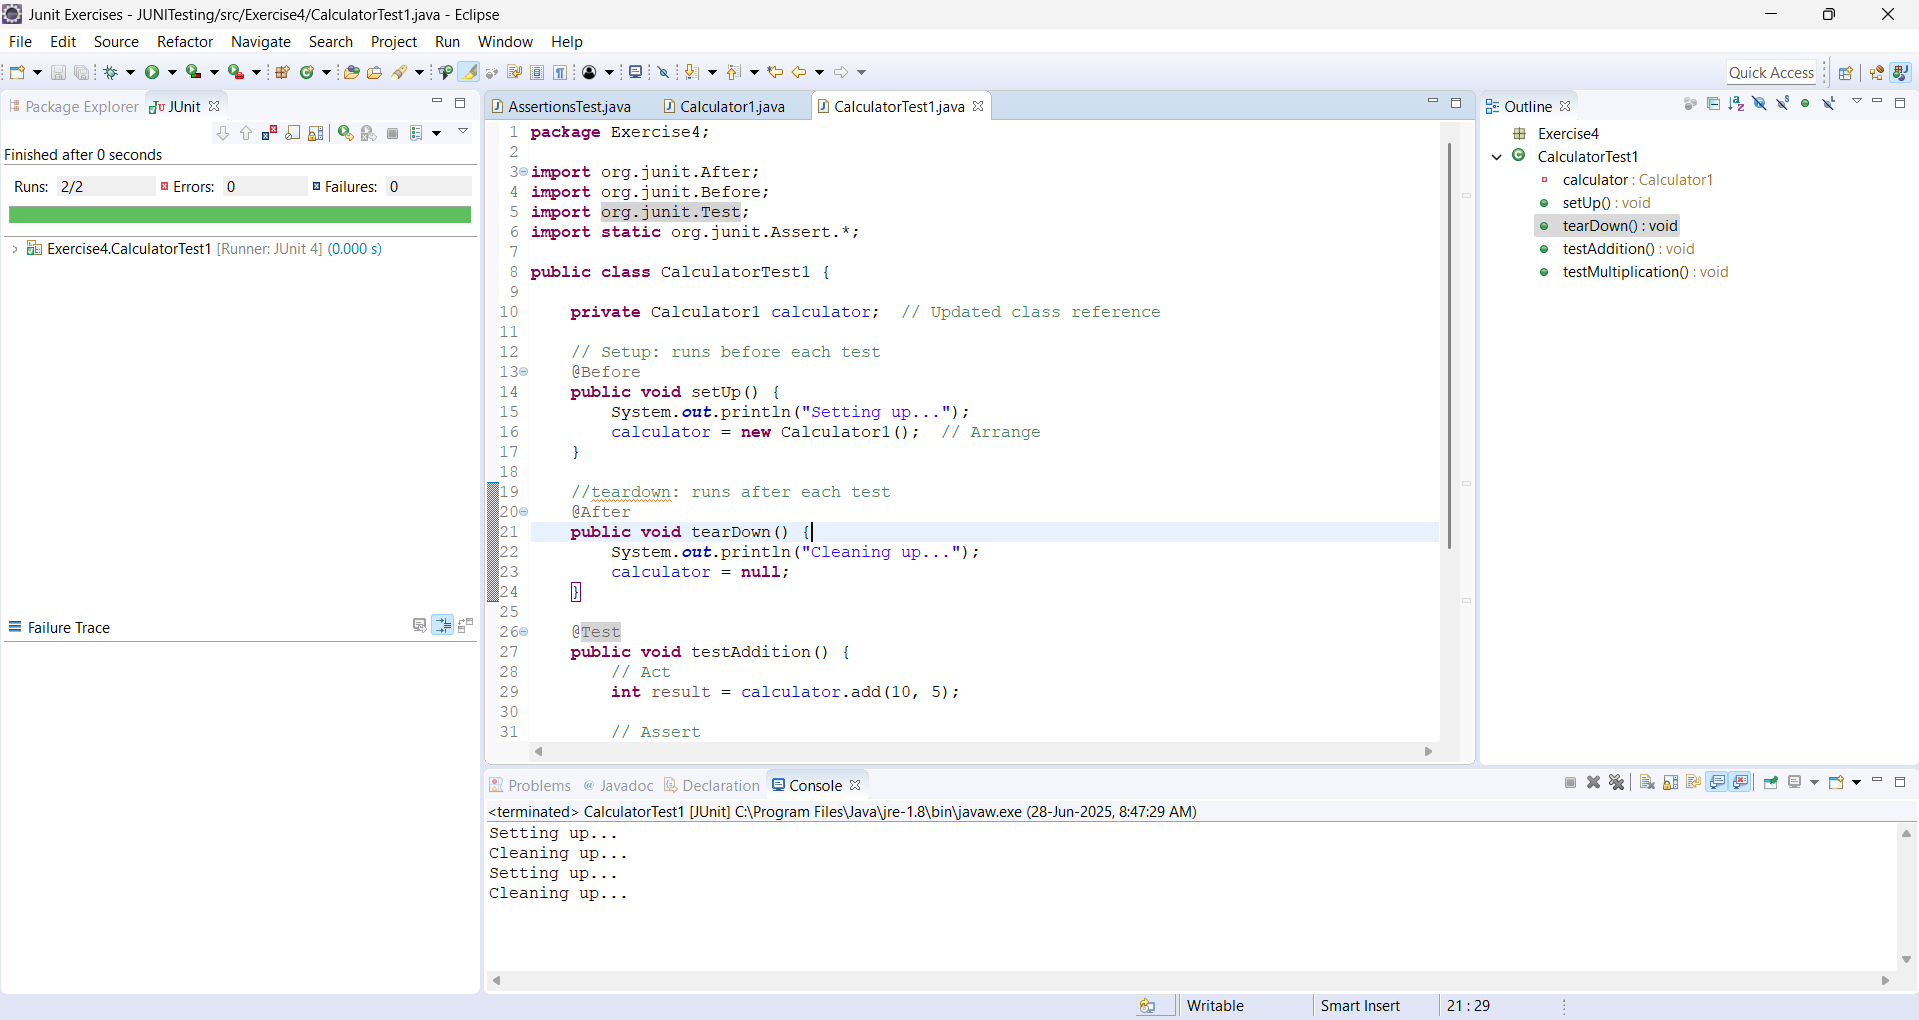 Junit Exercises - JUNITesting/src/Exercise4/CalculatorTest1.java - Eclipse
File Edit Source Refactor Navigate Search Project Run Window Help
Quick Access
Package Explorer JUnit
Finished after 0 seconds
Runs: 2/2 Errors: 0 Failures: 0
Exercise4.CalculatorTest1 [Runner: JUnit 4] (0.000 s)
Failure Trace
AssertionsTest.java Calculator1.java CalculatorTest1.java
1 package Exercise4;
2
3 import org.junit.After;
4 import org.junit.Before;
5 import org.junit.Test;
6 import static org.junit.Assert.*;
7
8 public class CalculatorTest1 {
9
10 private Calculator1 calculator; // Updated class reference
11
12 // Setup: runs before each test
13 @Before
14 public void setUp() {
15 System.out.println("Setting up...");
16 calculator = new Calculator1(); // Arrange
17 }
18
19 //teardown: runs after each test
20 @After
21 public void tearDown() {
22 System.out.println("Cleaning up...");
23 calculator = null;
24 }
25
26 @Test
27 public void testAddition() {
28 // Act
29 int result = calculator.add(10, 5);
30
31 // Assert
Outline
Exercise4
CalculatorTest1
calculator : Calculator1
setUp() : void
tearDown() : void
testAddition() : void
testMultiplication() : void
Problems @ Javadoc Declaration Console
<terminated> CalculatorTest1 [JUnit] C:\Program Files\Java\jre-1.8\bin\javaw.exe (28-Jun-2025, 8:47:29 AM)
Setting up...
Cleaning up...
Setting up...
Cleaning up...
Writable Smart Insert 21 : 29